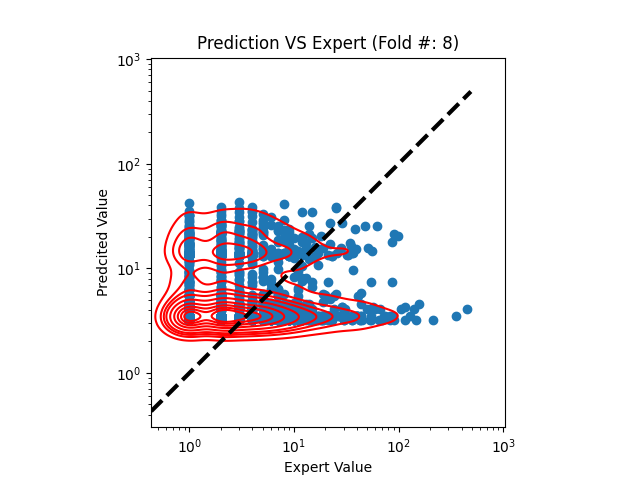 Prediction VS Expert (Fold #: 8)
10³
10²
10¹
10⁰
Predcited Value
10⁰ 10¹ 10² 10³
Expert Value